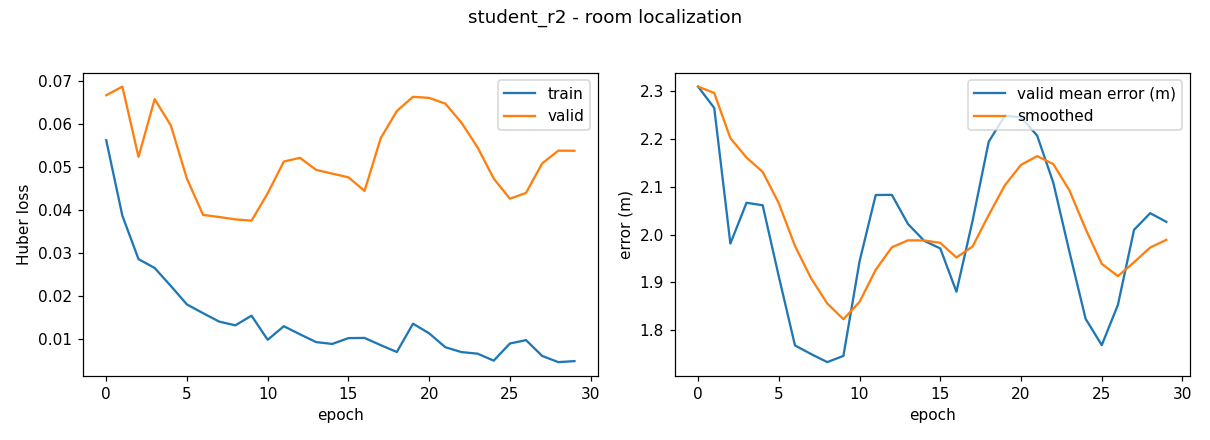 student_r2 - room localization
0.07
0.06
0.05
0.04
0.03
0.02
0.01
Huber loss
train
valid
0 5 10 15 20 25 30
epoch
2.3
2.2
2.1
2.0
1.9
1.8
error (m)
valid mean error (m)
smoothed
0 5 10 15 20 25 30
epoch